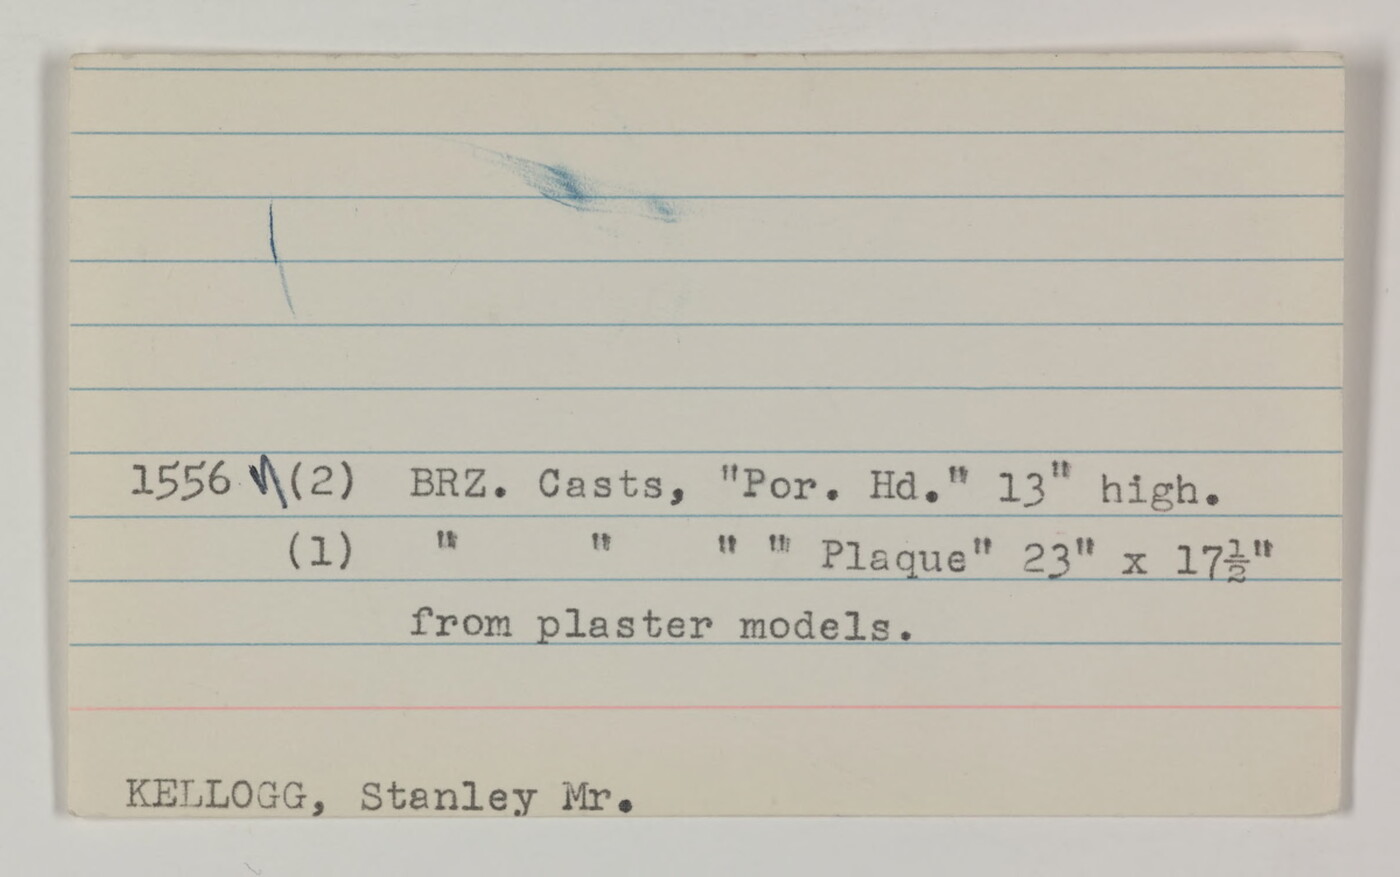 1556 (2) BRZ. Casts, "Por. Hd." 13" high.
(1) " " " " Plaque" 23" x 17½"
from plaster models.
KELLOGG, Stanley Mr.